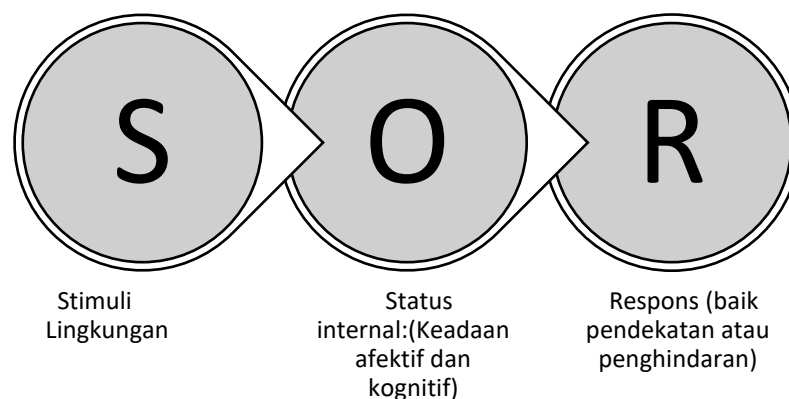 S
O
R
Stimuli
Lingkungan
Status
internal:(Keadaan
afektif dan
kognitif)
Respons (baik
pendekatan atau
penghindaran)